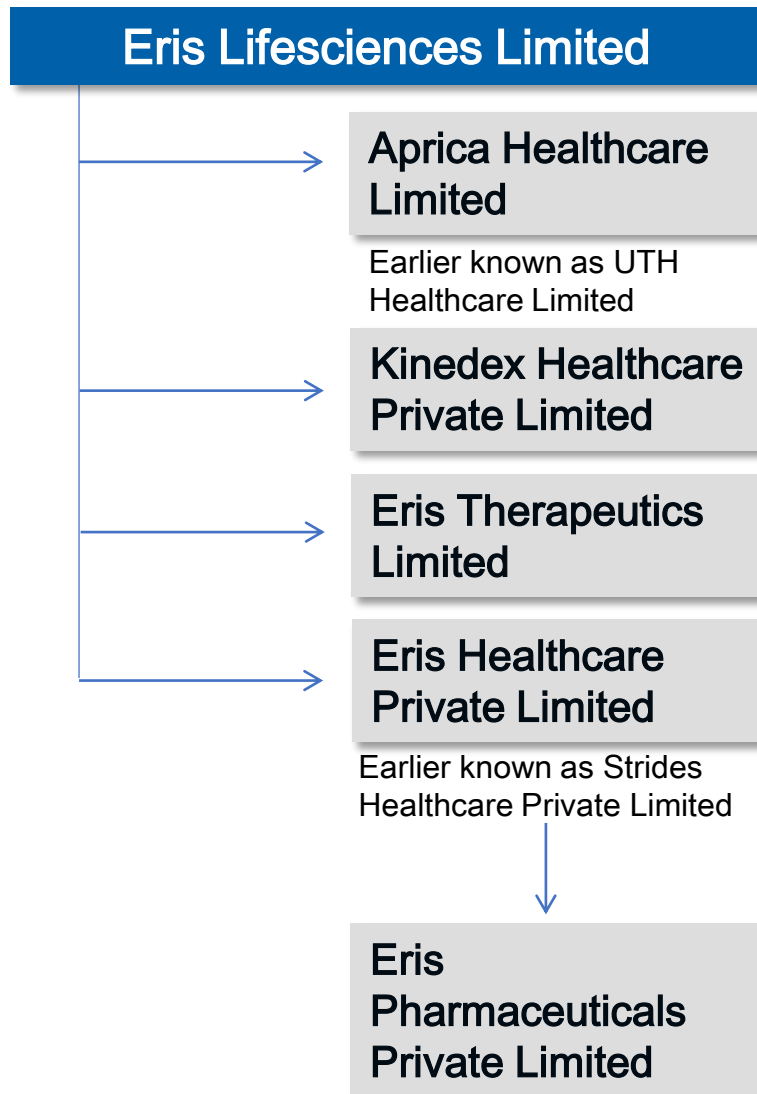 Eris Lifesciences Limited
Aprica Healthcare
Limited
Earlier known as UTH
Healthcare Limited
Kinedex Healthcare
Private Limited
Eris Therapeutics
Limited
Eris Healthcare
Private Limited
Earlier known as Strides
Healthcare Private Limited
Eris
Pharmaceuticals
Private Limited